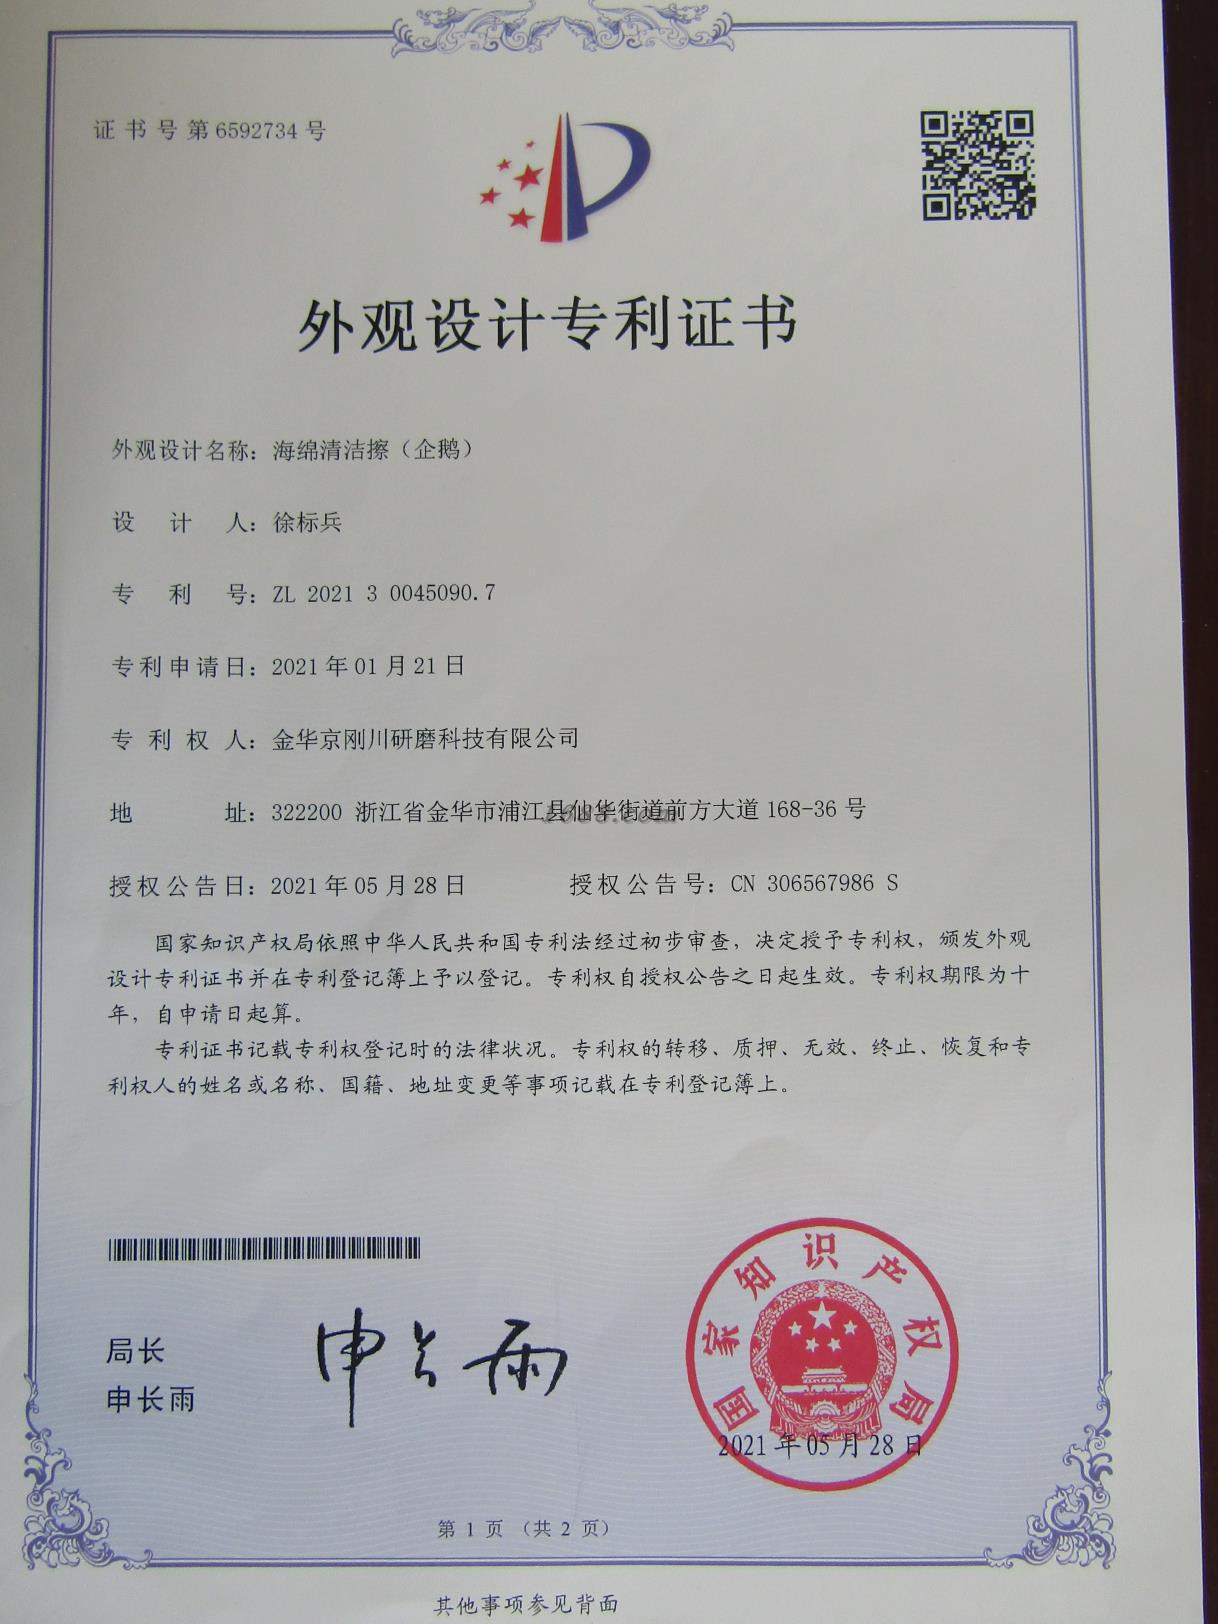 证书号第6592734号
外观设计专利证书
外观设计名称：海绵清洁擦（企鹅）
设计人：徐标兵
专利号：ZL 2021 3 0045090.7
专利申请日：2021年01月21日
专利权人：金华京刚川研磨科技有限公司
地址：322200 浙江省金华市浦江县仙华街道前方大道168-36号
1688.com
授权公告日：2021年05月28日 授权公告号：CN 306567986 S
国家知识产权局依照中华人民共和国专利法经过初步审查，决定授予专利权，颁发外观
设计专利证书并在专利登记簿上予以登记。专利权自授权公告之日起生效。专利权期限为十
年，自申请日起算。
专利证书记载专利权登记时的法律状况。专利权的转移、质押、无效、终止、恢复和专
利权人的姓名或名称、国籍、地址变更等事项记载在专利登记簿上。
局长
申长雨
申长雨
国家知识产权局
2021年05月28日
第 1 页 （共 2 页）
其他事项参见背面